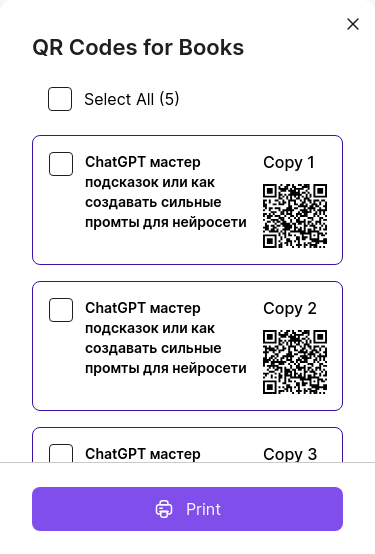 QR Codes for Books
Select All (5)
ChatGPT мастер
подсказок или как
создавать сильные
промты для нейросети
Copy 1
ChatGPT мастер
подсказок или как
создавать сильные
промты для нейросети
Copy 2
ChatGPT мастер
Copy 3
Print